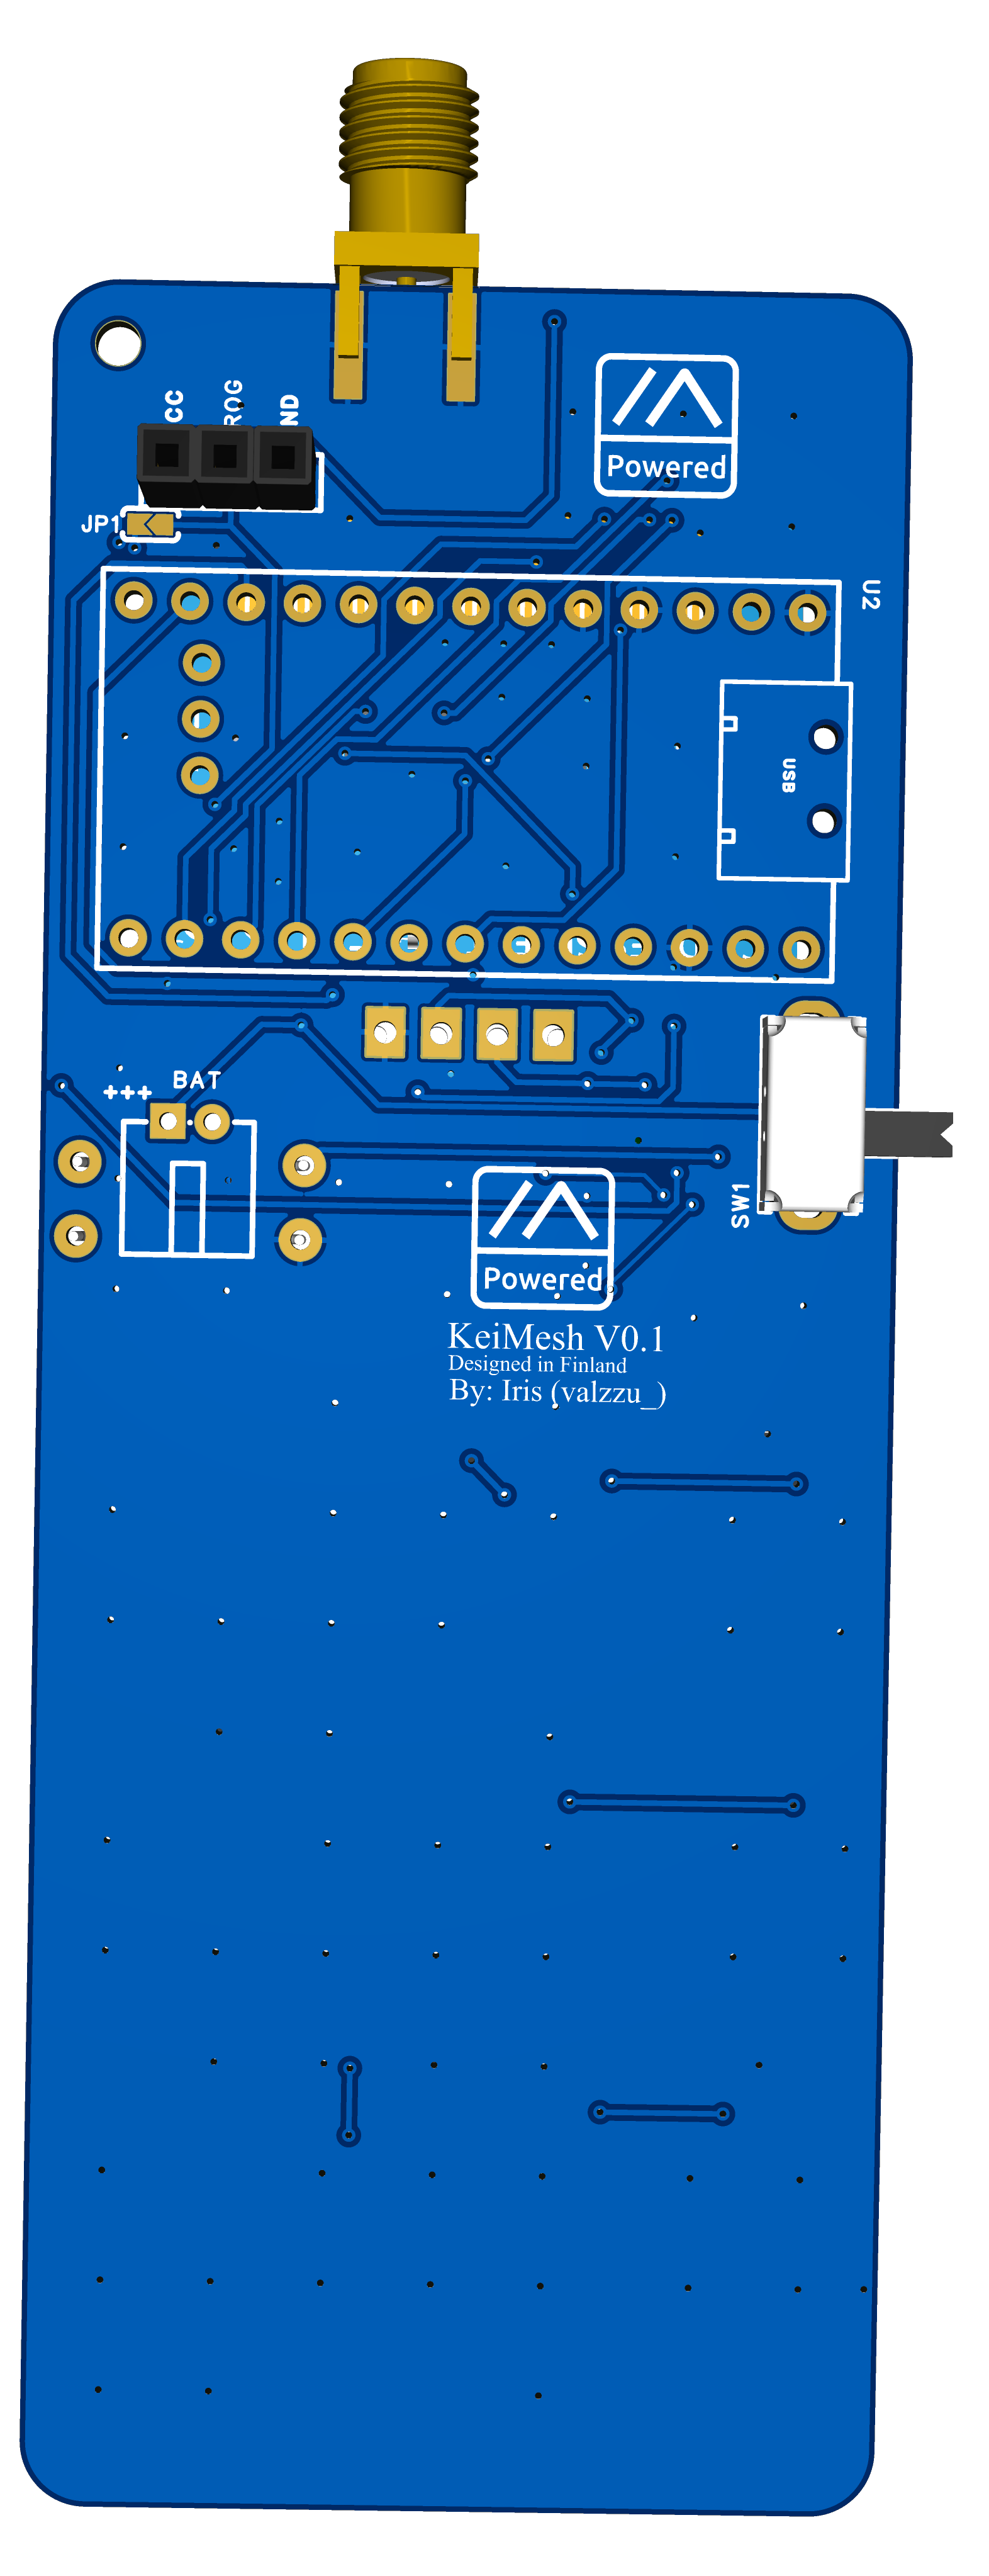 CC
ROG
ND
Powered
JP1
U2
USB
+++ BAT
SW1
Powered
KeiMesh V0.1
Designed in Finland
By: Iris (valzzu_)